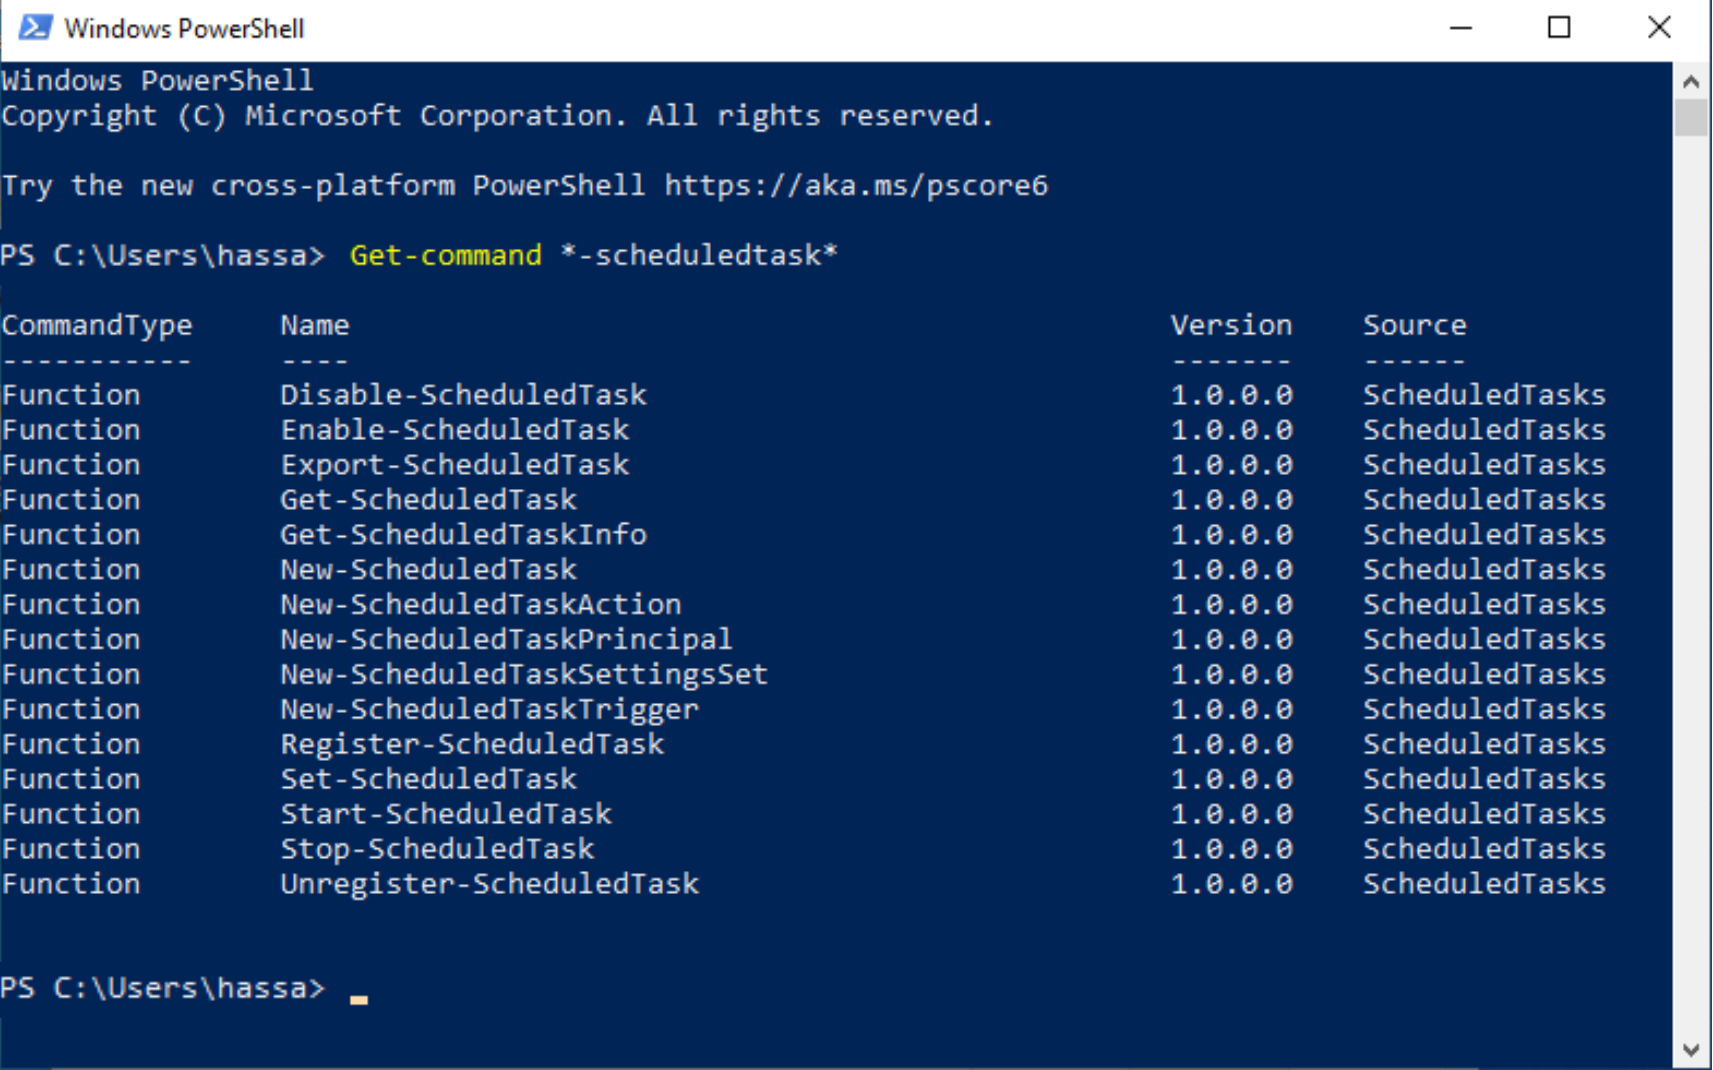 Windows PowerShell
Windows PowerShell
Copyright (C) Microsoft Corporation. All rights reserved.
Try the new cross-platform PowerShell https://aka.ms/pscore6
PS C:\Users\hassa> Get-command *-scheduledtask*
CommandType Name Version Source
----------- ---- ------- ------
Function Disable-ScheduledTask 1.0.0.0 ScheduledTasks
Function Enable-ScheduledTask 1.0.0.0 ScheduledTasks
Function Export-ScheduledTask 1.0.0.0 ScheduledTasks
Function Get-ScheduledTask 1.0.0.0 ScheduledTasks
Function Get-ScheduledTaskInfo 1.0.0.0 ScheduledTasks
Function New-ScheduledTask 1.0.0.0 ScheduledTasks
Function New-ScheduledTaskAction 1.0.0.0 ScheduledTasks
Function New-ScheduledTaskPrincipal 1.0.0.0 ScheduledTasks
Function New-ScheduledTaskSettingsSet 1.0.0.0 ScheduledTasks
Function New-ScheduledTaskTrigger 1.0.0.0 ScheduledTasks
Function Register-ScheduledTask 1.0.0.0 ScheduledTasks
Function Set-ScheduledTask 1.0.0.0 ScheduledTasks
Function Start-ScheduledTask 1.0.0.0 ScheduledTasks
Function Stop-ScheduledTask 1.0.0.0 ScheduledTasks
Function Unregister-ScheduledTask 1.0.0.0 ScheduledTasks
PS C:\Users\hassa> _